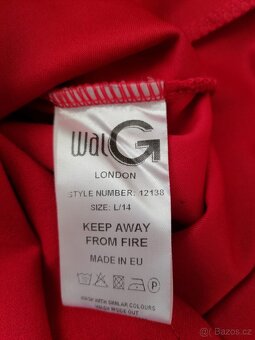 Wal G
LONDON
STYLE NUMBER: 12138
SIZE: L/14
KEEP AWAY
FROM FIRE
MADE IN EU
WASH WITH SIMILAR COLOURS
WASH INSIDE OUT
Bazoš.cz